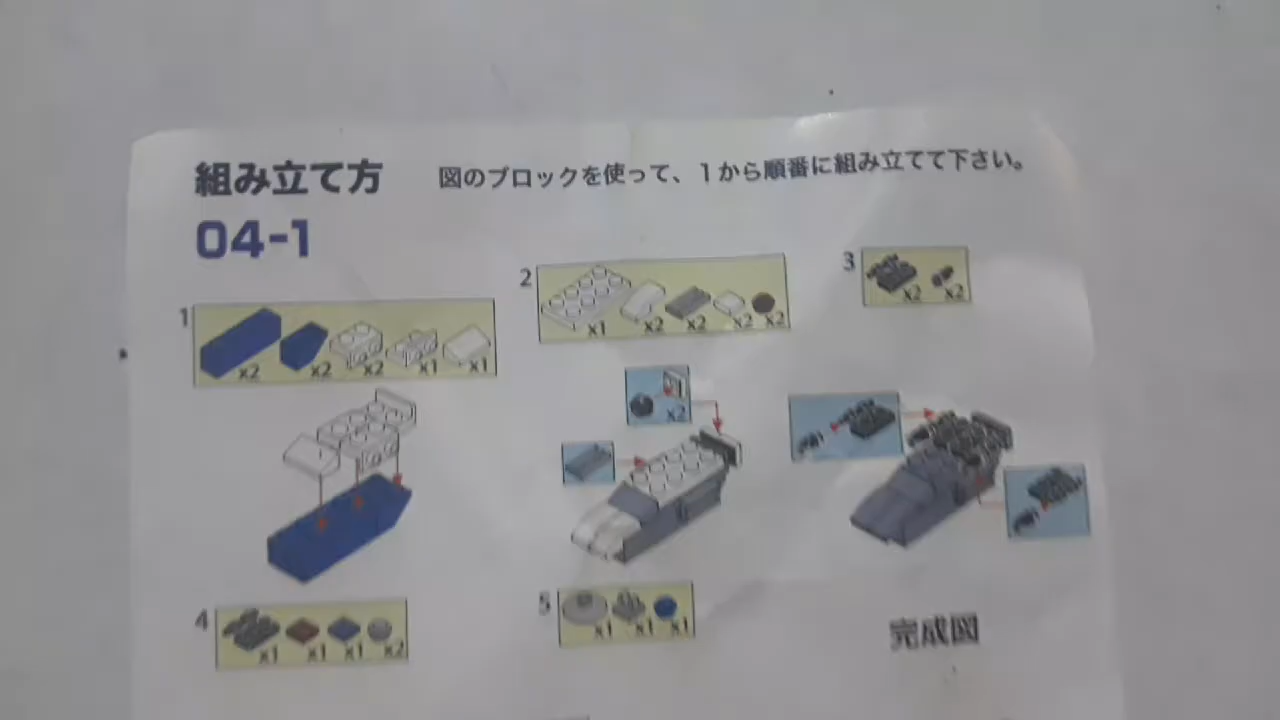 組み立て方 図のブロックを使って、1から順番に組み立てて下さい。
04-1
1
x2 x2 x2 x1 x1
2
x1 x2 x2 x2 x2
3
x2 x2
x2
4
x1 x1 x1 x2
5
x1 x1 x1
完成図